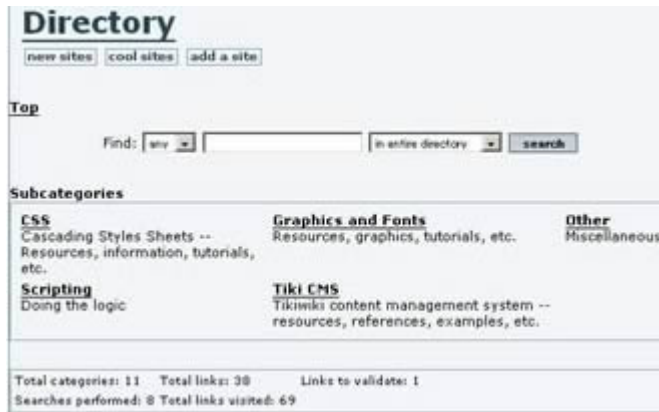 Directory
new sites cool sites add a site
Top
Find: any in entire directory search
Subcategories
CSS Graphics and Fonts Other
Cascading Styles Sheets -- Resources, graphics, tutorials, etc. Miscellaneous
Resources, information, tutorials,
etc.
Scripting Tiki CMS
Doing the logic Tikiwiki content management system --
resources, references, examples, etc.
Total categories: 11 Total links: 38 Links to validate: 1
Searches performed: 8 Total links visited: 69